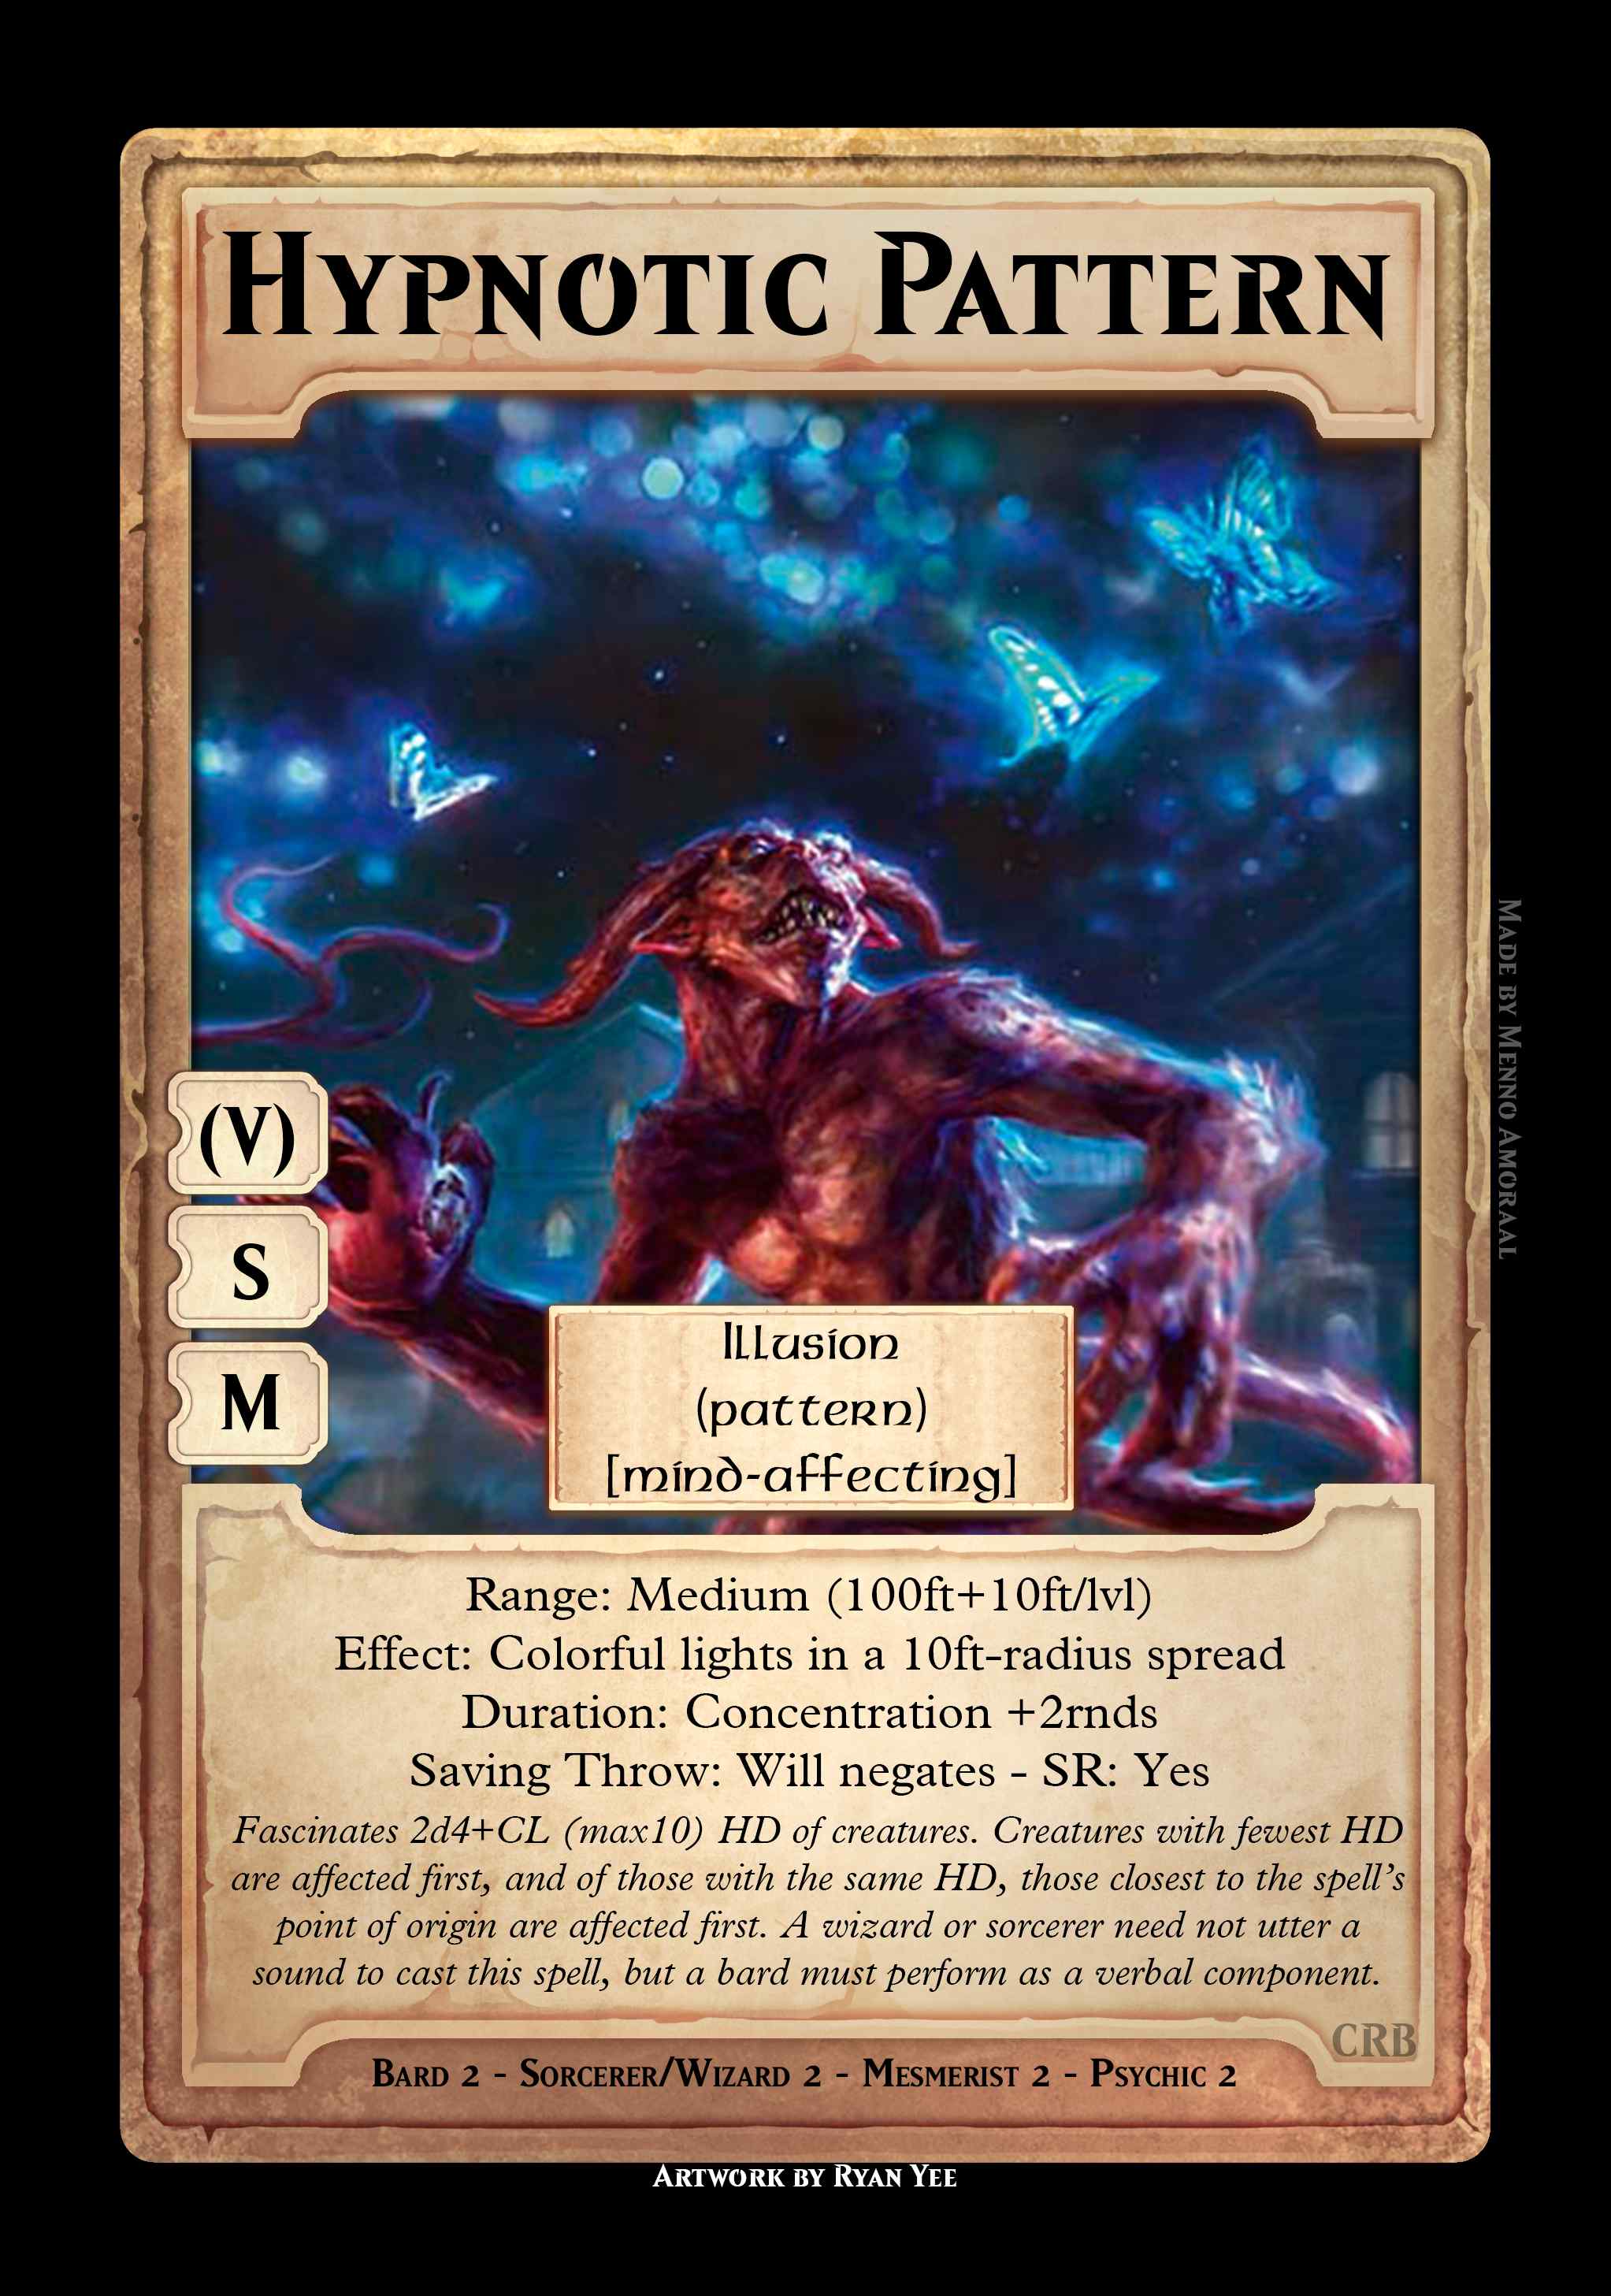 Hypnotic Pattern
(V)
S
M
Illusion
(pattern)
[mind-affecting]
Range: Medium (100ft+10ft/lvl)
Effect: Colorful lights in a 10ft-radius spread
Duration: Concentration +2rnds
Saving Throw: Will negates - SR: Yes
Fascinates 2d4+CL (max10) HD of creatures. Creatures with fewest HD
are affected first, and of those with the same HD, those closest to the spell's
point of origin are affected first. A wizard or sorcerer need not utter a
sound to cast this spell, but a bard must perform as a verbal component.
CRB
Bard 2 - Sorcerer/Wizard 2 - Mesmerist 2 - Psychic 2
Artwork by Ryan Yee
Made by Menno Amoraal